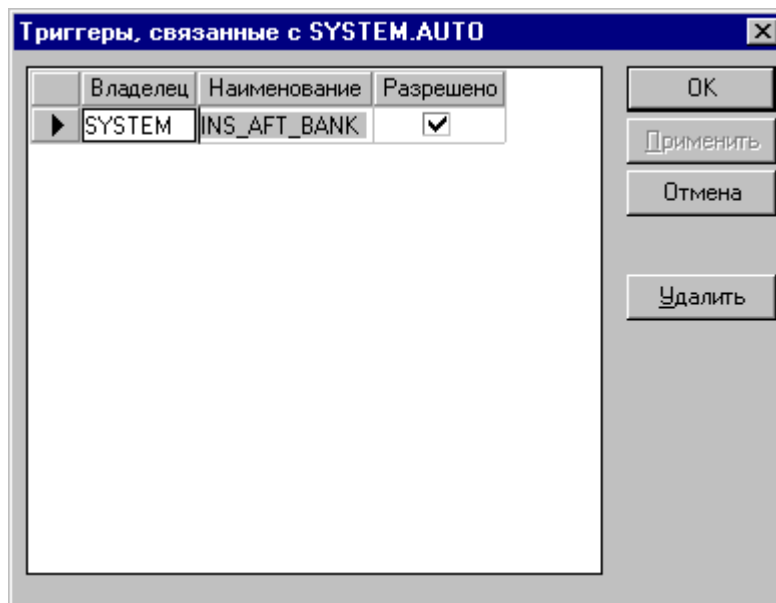 Триггеры, связанные с SYSTEM.AUTO
Владелец Наименование Разрешено
SYSTEM INS_AFT_BANK
OK
Применить
Отмена
Удалить